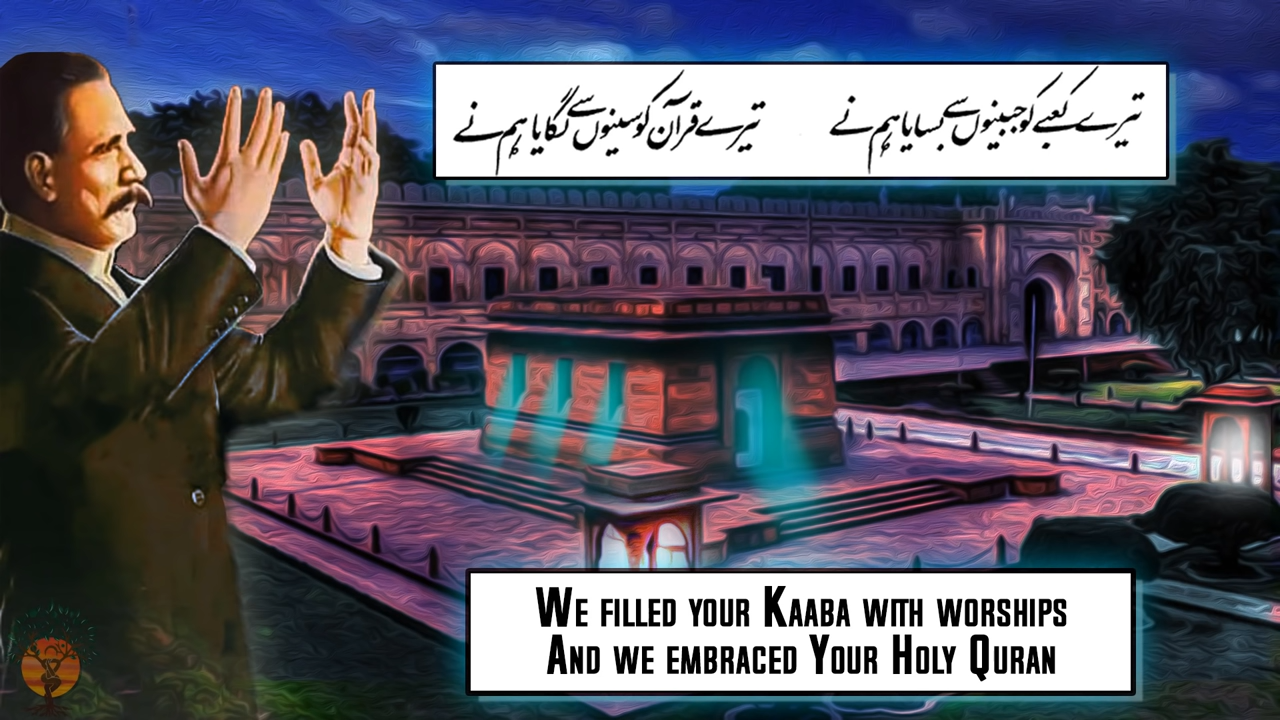 تیرے کعبے کو جبینوں سے بسایا ہم نے تیرے قرآن کو سینوں سے لگایا ہم نے
WE FILLED YOUR KAABA WITH WORSHIPS
AND WE EMBRACED YOUR HOLY QURAN